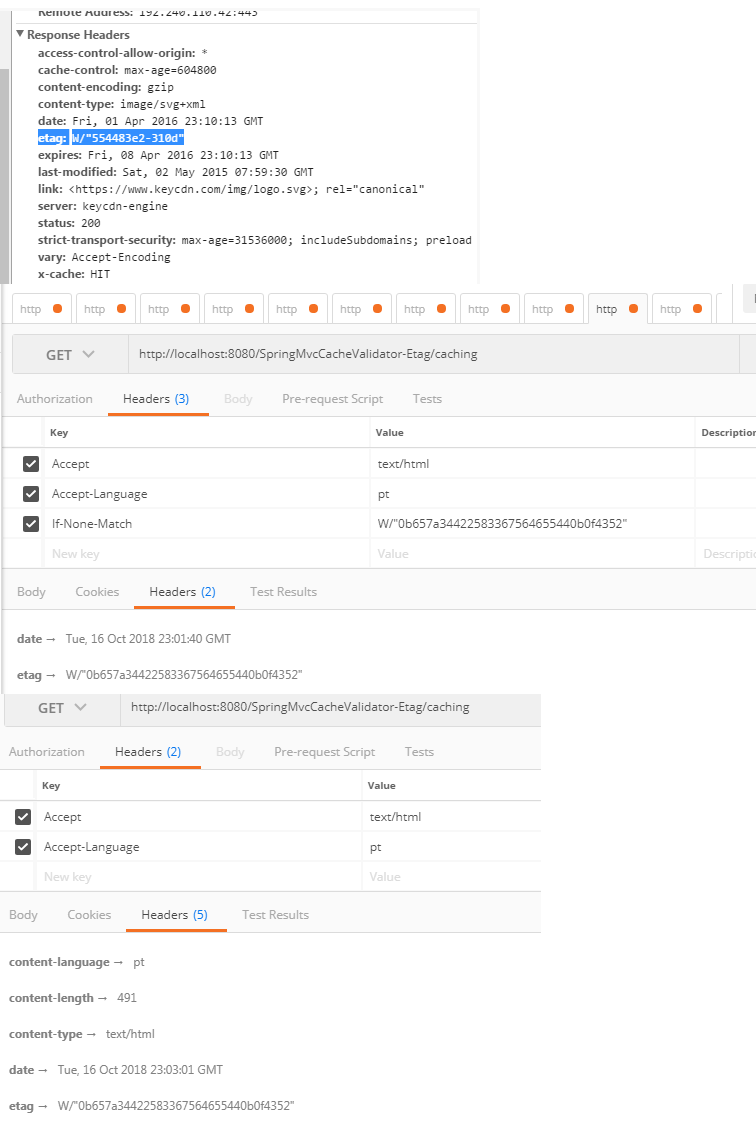 Remote Address: 192.240.110.42:443
Response Headers
access-control-allow-origin: *
cache-control: max-age=604800
content-encoding: gzip
content-type: image/svg+xml
date: Fri, 01 Apr 2016 23:10:13 GMT
etag: W/"554483e2-310d"
expires: Fri, 08 Apr 2016 23:10:13 GMT
last-modified: Sat, 02 May 2015 07:59:30 GMT
link: <https://www.keycdn.com/img/logo.svg>; rel="canonical"
server: keycdn-engine
status: 200
strict-transport-security: max-age=31536000; includeSubdomains; preload
vary: Accept-Encoding
x-cache: HIT
http http http http http http http http http http http
GET http://localhost:8080/SpringMvcCacheValidator-Etag/caching
Authorization Headers (3) Body Pre-request Script Tests
Key Value Description
Accept text/html
Accept-Language pt
If-None-Match W/"0b657a34422583367564655440b0f4352"
New key Value Descriptio
Body Cookies Headers (2) Test Results
date → Tue, 16 Oct 2018 23:01:40 GMT
etag → W/"0b657a34422583367564655440b0f4352"
GET http://localhost:8080/SpringMvcCacheValidator-Etag/caching
Authorization Headers (2) Body Pre-request Script Tests
Key Value
Accept text/html
Accept-Language pt
New key Value
Body Cookies Headers (5) Test Results
content-language → pt
content-length → 491
content-type → text/html
date → Tue, 16 Oct 2018 23:03:01 GMT
etag → W/"0b657a34422583367564655440b0f4352"